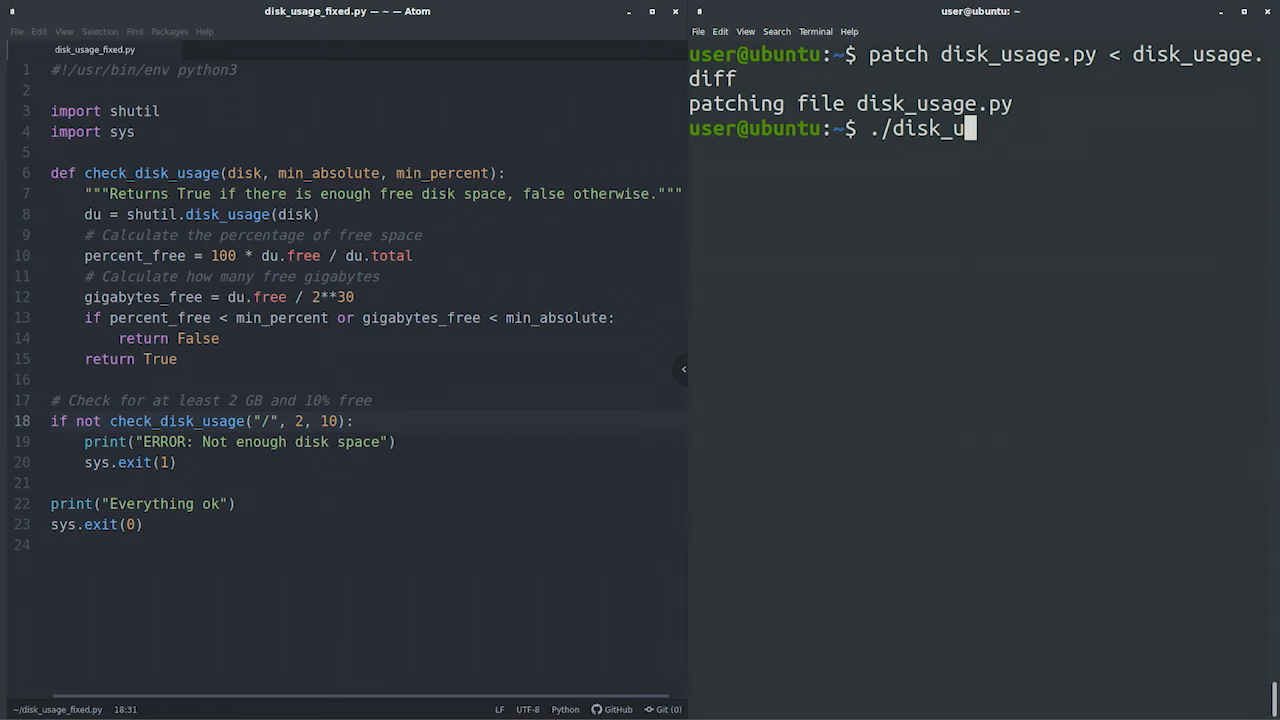 disk_usage_fixed.py — ~ — Atom
File Edit View Selection Find Packages Help
disk_usage_fixed.py
1 #!/usr/bin/env python3
2
3 import shutil
4 import sys
5
6 def check_disk_usage(disk, min_absolute, min_percent):
7 """Returns True if there is enough free disk space, false otherwise."""
8 du = shutil.disk_usage(disk)
9 # Calculate the percentage of free space
10 percent_free = 100 * du.free / du.total
11 # Calculate how many free gigabytes
12 gigabytes_free = du.free / 2**30
13 if percent_free < min_percent or gigabytes_free < min_absolute:
14 return False
15 return True
16
17 # Check for at least 2 GB and 10% free
18 if not check_disk_usage("/", 2, 10):
19 print("ERROR: Not enough disk space")
20 sys.exit(1)
21
22 print("Everything ok")
23 sys.exit(0)
24
~/disk_usage_fixed.py 18:31 LF UTF-8 Python GitHub Git (0)
user@ubuntu: ~
File Edit View Search Terminal Help
user@ubuntu:~$ patch disk_usage.py < disk_usage.
diff
patching file disk_usage.py
user@ubuntu:~$ ./disk_u